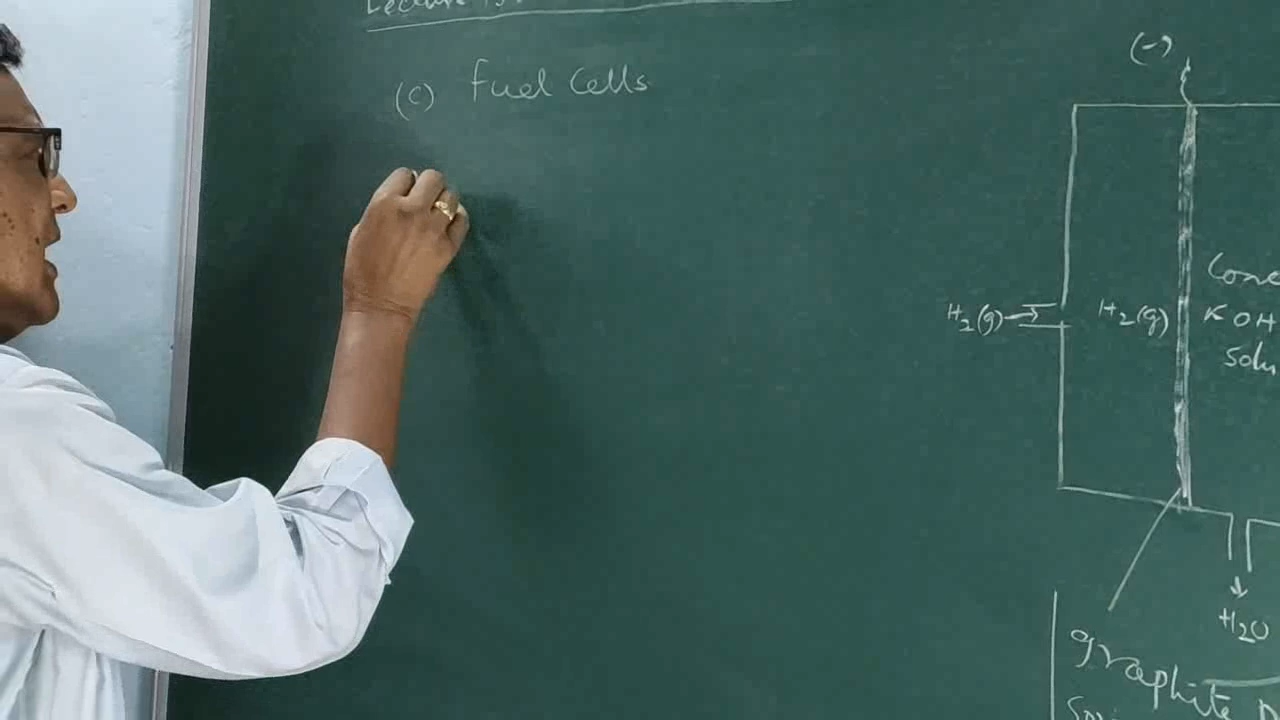 Lecture
(C) Fuel Cells
(-)
H₂(g) → H₂(g)
Conc
KOH
Solu
H₂O
graphite